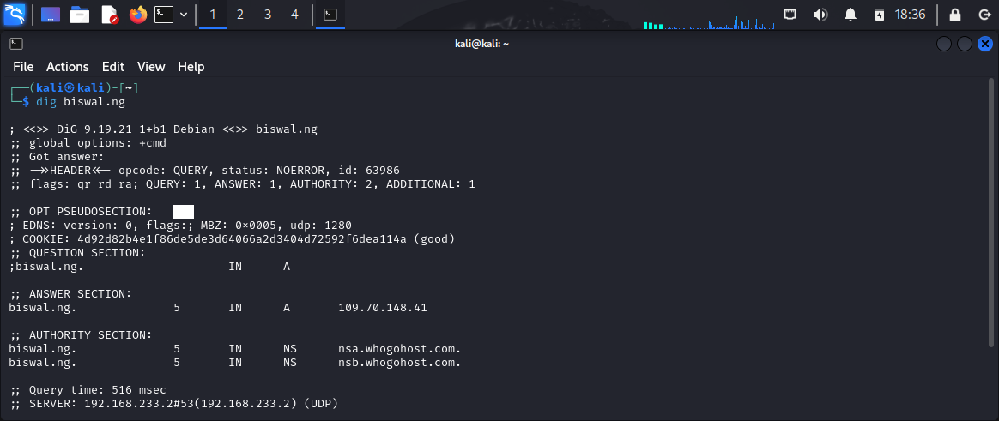 1 2 3 4 18:36
kali@kali: ~
File Actions Edit View Help
┌──(kali㉿kali)-[~]
└─$ dig biswal.ng
; <<>> DiG 9.19.21-1+b1-Debian <<>> biswal.ng
;; global options: +cmd
;; Got answer:
;; ->>HEADER<<- opcode: QUERY, status: NOERROR, id: 63986
;; flags: qr rd ra; QUERY: 1, ANSWER: 1, AUTHORITY: 2, ADDITIONAL: 1
;; OPT PSEUDOSECTION:
; EDNS: version: 0, flags:; MBZ: 0x0005, udp: 1280
; COOKIE: 4d92d82b4e1f86de5de3d64066a2d3404d72592f6dea114a (good)
;; QUESTION SECTION:
;biswal.ng. IN A
;; ANSWER SECTION:
biswal.ng. 5 IN A 109.70.148.41
;; AUTHORITY SECTION:
biswal.ng. 5 IN NS nsa.whogohost.com.
biswal.ng. 5 IN NS nsb.whogohost.com.
;; Query time: 516 msec
;; SERVER: 192.168.233.2#53(192.168.233.2) (UDP)